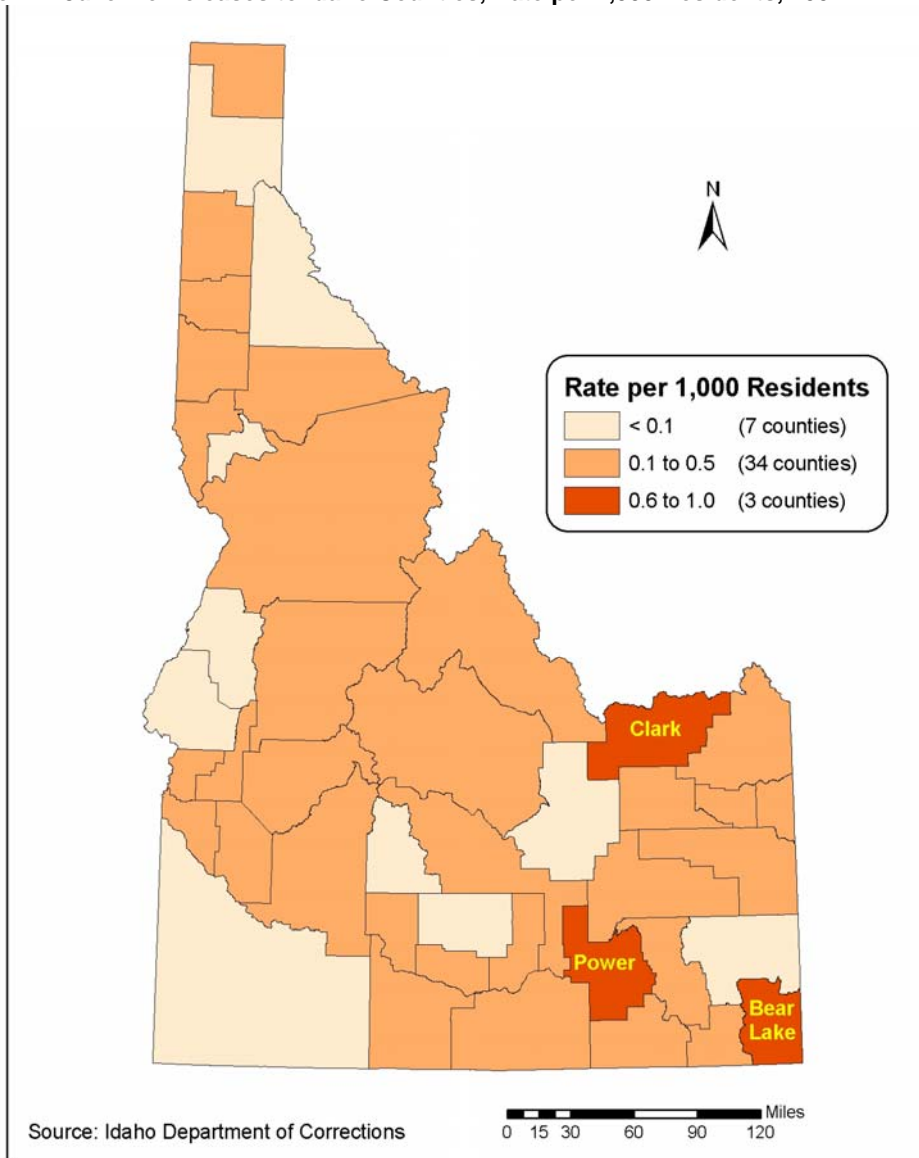 N
Rate per 1,000 Residents
< 0.1 (7 counties)
0.1 to 0.5 (34 counties)
0.6 to 1.0 (3 counties)
Clark
Power
Bear
Lake
Miles
0 15 30 60 90 120
Source: Idaho Department of Corrections